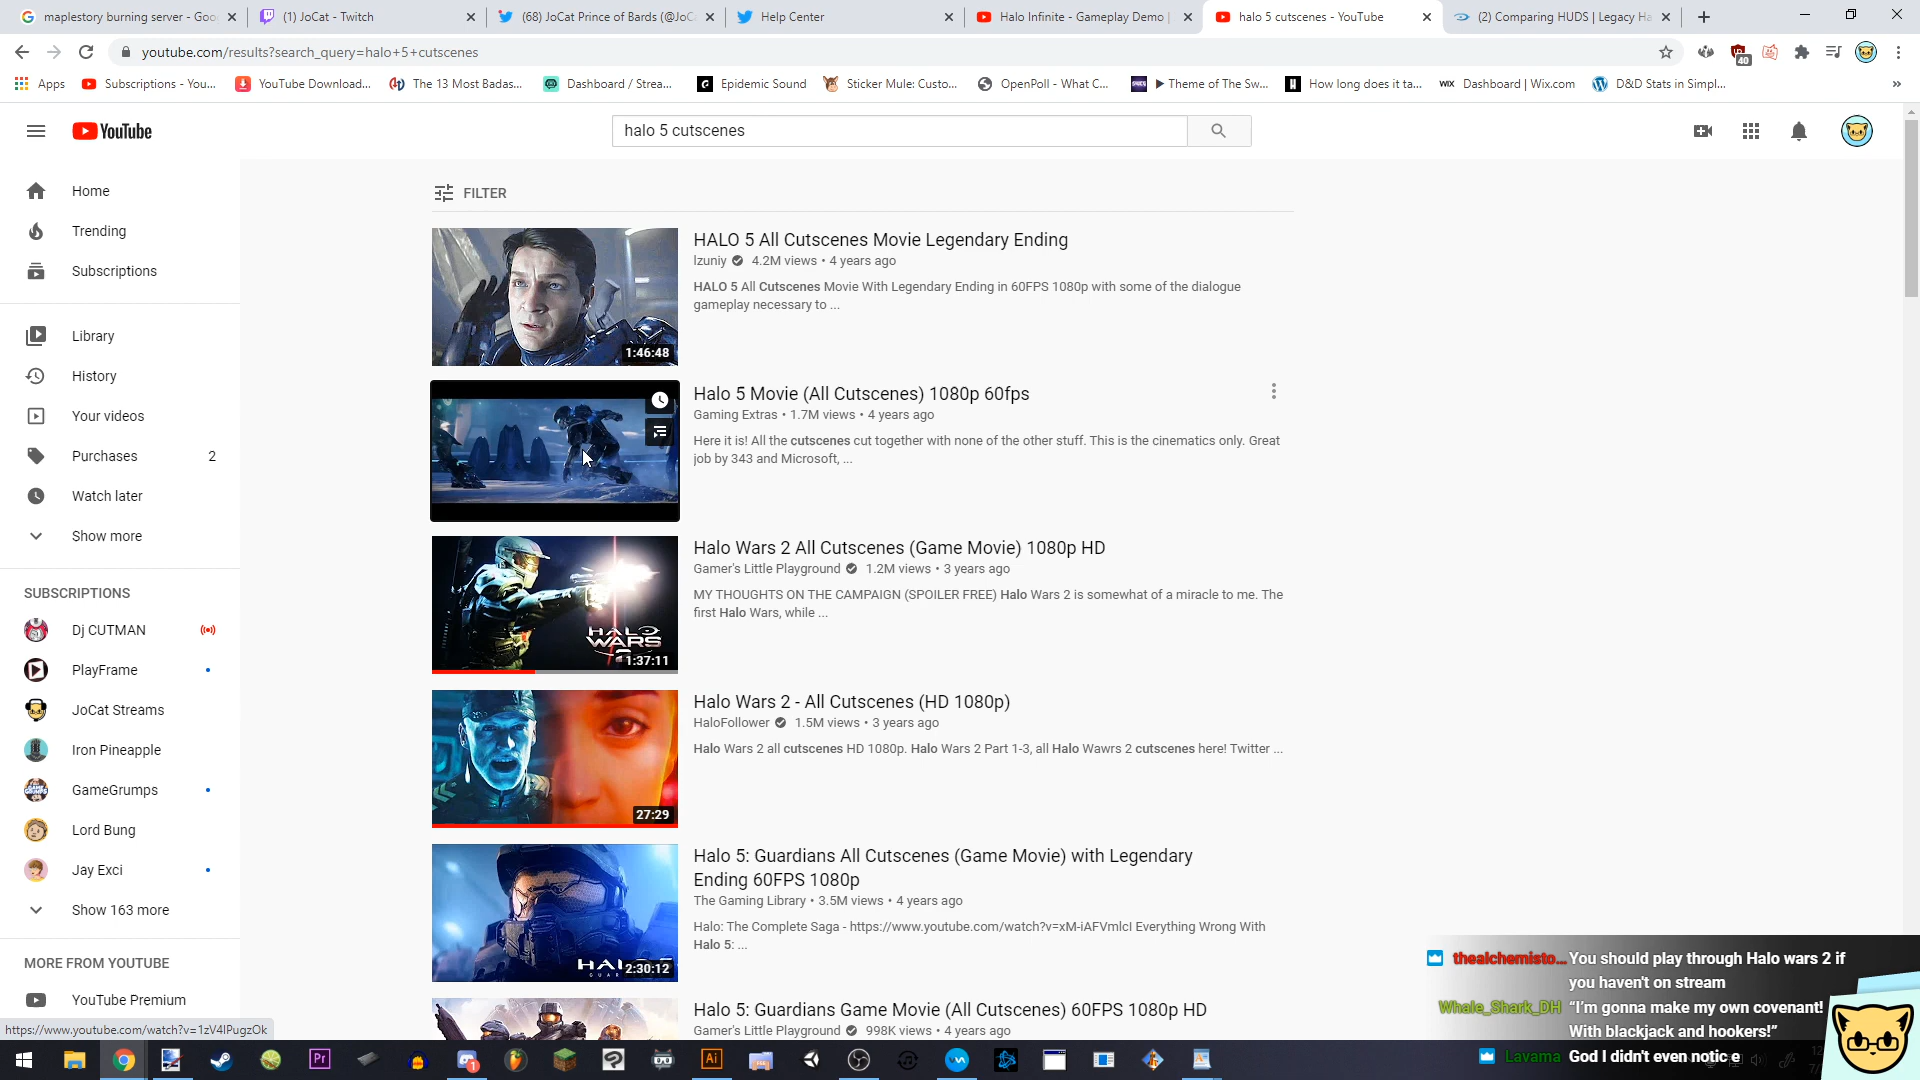 maplestory burning server - Goo
(1) JoCat - Twitch
(68) JoCat Prince of Bards (@JoC
Help Center
Halo Infinite - Gameplay Demo |
halo 5 cutscenes - YouTube
(2) Comparing HUDS | Legacy Ha
youtube.com/results?search_query=halo+5+cutscenes
40
Apps
Subscriptions - You...
YouTube Download...
The 13 Most Badas...
Dashboard / Strea...
Epidemic Sound
Sticker Mule: Custo...
OpenPoll - What C...
▶ Theme of The Sw...
How long does it ta...
WIX Dashboard | Wix.com
D&D Stats in Simpl...
»
YouTube
halo 5 cutscenes
Home
Trending
Subscriptions
Library
History
Your videos
Purchases 2
Watch later
Show more
SUBSCRIPTIONS
Dj CUTMAN
PlayFrame
JoCat Streams
Iron Pineapple
GameGrumps
Lord Bung
Jay Exci
Show 163 more
MORE FROM YOUTUBE
YouTube Premium
https://www.youtube.com/watch?v=1zV4IPugzOk
FILTER
1:46:48
HALO 5 All Cutscenes Movie Legendary Ending
Izuniy 4.2M views • 4 years ago
HALO 5 All Cutscenes Movie With Legendary Ending in 60FPS 1080p with some of the dialogue
gameplay necessary to ...
Halo 5 Movie (All Cutscenes) 1080p 60fps
Gaming Extras • 1.7M views • 4 years ago
Here it is! All the cutscenes cut together with none of the other stuff. This is the cinematics only. Great
job by 343 and Microsoft, ...
HALO
WARS
1:37:11
Halo Wars 2 All Cutscenes (Game Movie) 1080p HD
Gamer's Little Playground 1.2M views • 3 years ago
MY THOUGHTS ON THE CAMPAIGN (SPOILER FREE) Halo Wars 2 is somewhat of a miracle to me. The
first Halo Wars, while ...
27:29
Halo Wars 2 - All Cutscenes (HD 1080p)
HaloFollower 1.5M views • 3 years ago
Halo Wars 2 all cutscenes HD 1080p. Halo Wars 2 Part 1-3, all Halo Wawrs 2 cutscenes here! Twitter ...
2:30:12
Halo 5: Guardians All Cutscenes (Game Movie) with Legendary
Ending 60FPS 1080p
The Gaming Library • 3.5M views • 4 years ago
Halo: The Complete Saga - https://www.youtube.com/watch?v=xM-iAFVmlcI Everything Wrong With
Halo 5: ...
Halo 5: Guardians Game Movie (All Cutscenes) 60FPS 1080p HD
Gamer's Little Playground 998K views • 4 years ago
thealchemisto... You should play through Halo wars 2 if
you haven't on stream
Whale_Shark_DH "I'm gonna make my own covenant!
With blackjack and hookers!"
Lavama God I didn't even notice
Pr
Ai